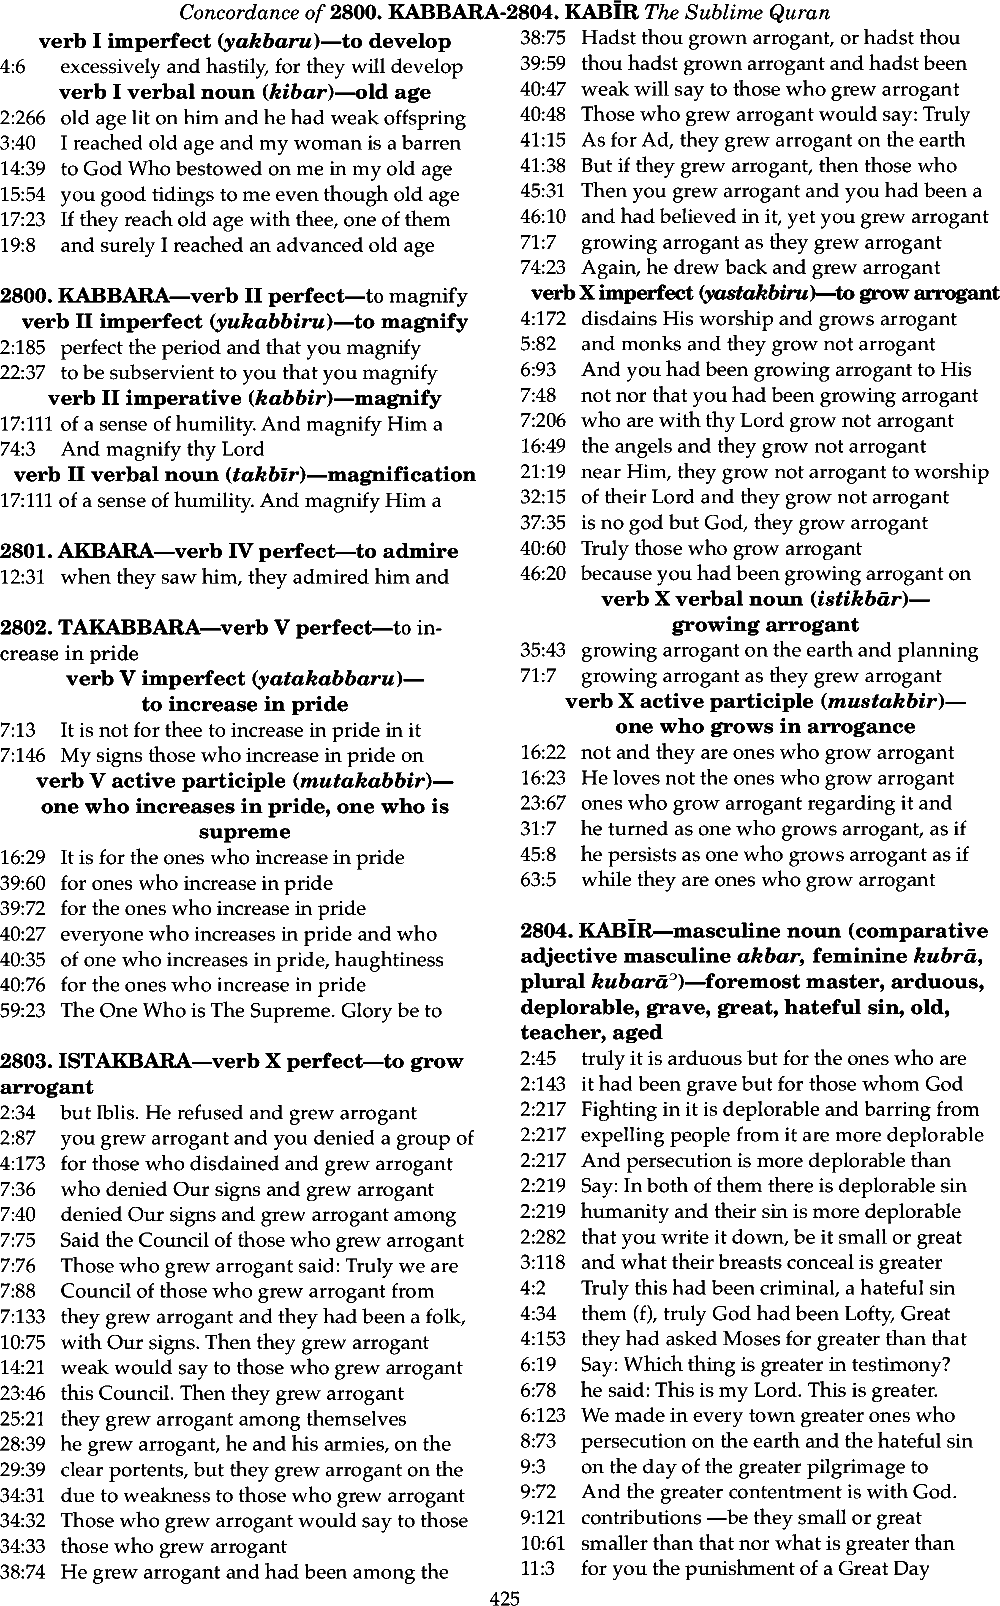 Concordance of 2800. KABBARA-2804. KABĪR The Sublime Quran
verb I imperfect (yakbaru)—to develop
4:6 excessively and hastily, for they will develop
verb I verbal noun (kibar)—old age
2:266 old age lit on him and he had weak offspring
3:40 I reached old age and my woman is a barren
14:39 to God Who bestowed on me in my old age
15:54 you good tidings to me even though old age
17:23 If they reach old age with thee, one of them
19:8 and surely I reached an advanced old age
2800. KABBARA—verb II perfect—to magnify
verb II imperfect (yukabbiru)—to magnify
2:185 perfect the period and that you magnify
22:37 to be subservient to you that you magnify
verb II imperative (kabbir)—magnify
17:111 of a sense of humility. And magnify Him a
74:3 And magnify thy Lord
verb II verbal noun (takbīr)—magnification
17:111 of a sense of humility. And magnify Him a
2801. AKBARA—verb IV perfect—to admire
12:31 when they saw him, they admired him and
2802. TAKABBARA—verb V perfect—to in-
crease in pride
verb V imperfect (yatakabbaru)—
to increase in pride
7:13 It is not for thee to increase in pride in it
7:146 My signs those who increase in pride on
verb V active participle (mutakabbir)—
one who increases in pride, one who is
supreme
16:29 It is for the ones who increase in pride
39:60 for ones who increase in pride
39:72 for the ones who increase in pride
40:27 everyone who increases in pride and who
40:35 of one who increases in pride, haughtiness
40:76 for the ones who increase in pride
59:23 The One Who is The Supreme. Glory be to
2803. ISTAKBARA—verb X perfect—to grow
arrogant
2:34 but Iblis. He refused and grew arrogant
2:87 you grew arrogant and you denied a group of
4:173 for those who disdained and grew arrogant
7:36 who denied Our signs and grew arrogant
7:40 denied Our signs and grew arrogant among
7:75 Said the Council of those who grew arrogant
7:76 Those who grew arrogant said: Truly we are
7:88 Council of those who grew arrogant from
7:133 they grew arrogant and they had been a folk,
10:75 with Our signs. Then they grew arrogant
14:21 weak would say to those who grew arrogant
23:46 this Council. Then they grew arrogant
25:21 they grew arrogant among themselves
28:39 he grew arrogant, he and his armies, on the
29:39 clear portents, but they grew arrogant on the
34:31 due to weakness to those who grew arrogant
34:32 Those who grew arrogant would say to those
34:33 those who grew arrogant
38:74 He grew arrogant and had been among the
38:75 Hadst thou grown arrogant, or hadst thou
39:59 thou hadst grown arrogant and hadst been
40:47 weak will say to those who grew arrogant
40:48 Those who grew arrogant would say: Truly
41:15 As for Ad, they grew arrogant on the earth
41:38 But if they grew arrogant, then those who
45:31 Then you grew arrogant and you had been a
46:10 and had believed in it, yet you grew arrogant
71:7 growing arrogant as they grew arrogant
74:23 Again, he drew back and grew arrogant
verb X imperfect (yastakbiru)—to grow arrogant
4:172 disdains His worship and grows arrogant
5:82 and monks and they grow not arrogant
6:93 And you had been growing arrogant to His
7:48 not nor that you had been growing arrogant
7:206 who are with thy Lord grow not arrogant
16:49 the angels and they grow not arrogant
21:19 near Him, they grow not arrogant to worship
32:15 of their Lord and they grow not arrogant
37:35 is no god but God, they grow arrogant
40:60 Truly those who grow arrogant
46:20 because you had been growing arrogant on
verb X verbal noun (istikbār)—
growing arrogant
35:43 growing arrogant on the earth and planning
71:7 growing arrogant as they grew arrogant
verb X active participle (mustakbir)—
one who grows in arrogance
16:22 not and they are ones who grow arrogant
16:23 He loves not the ones who grow arrogant
23:67 ones who grow arrogant regarding it and
31:7 he turned as one who grows arrogant, as if
45:8 he persists as one who grows arrogant as if
63:5 while they are ones who grow arrogant
2804. KABĪR—masculine noun (comparative
adjective masculine akbar, feminine kubrā,
plural kubarāʾ)—foremost master, arduous,
deplorable, grave, great, hateful sin, old,
teacher, aged
2:45 truly it is arduous but for the ones who are
2:143 it had been grave but for those whom God
2:217 Fighting in it is deplorable and barring from
2:217 expelling people from it are more deplorable
2:217 And persecution is more deplorable than
2:219 Say: In both of them there is deplorable sin
2:219 humanity and their sin is more deplorable
2:282 that you write it down, be it small or great
3:118 and what their breasts conceal is greater
4:2 Truly this had been criminal, a hateful sin
4:34 them (f), truly God had been Lofty, Great
4:153 they had asked Moses for greater than that
6:19 Say: Which thing is greater in testimony?
6:78 he said: This is my Lord. This is greater.
6:123 We made in every town greater ones who
8:73 persecution on the earth and the hateful sin
9:3 on the day of the greater pilgrimage to
9:72 And the greater contentment is with God.
9:121 contributions —be they small or great
10:61 smaller than that nor what is greater than
11:3 for you the punishment of a Great Day
425